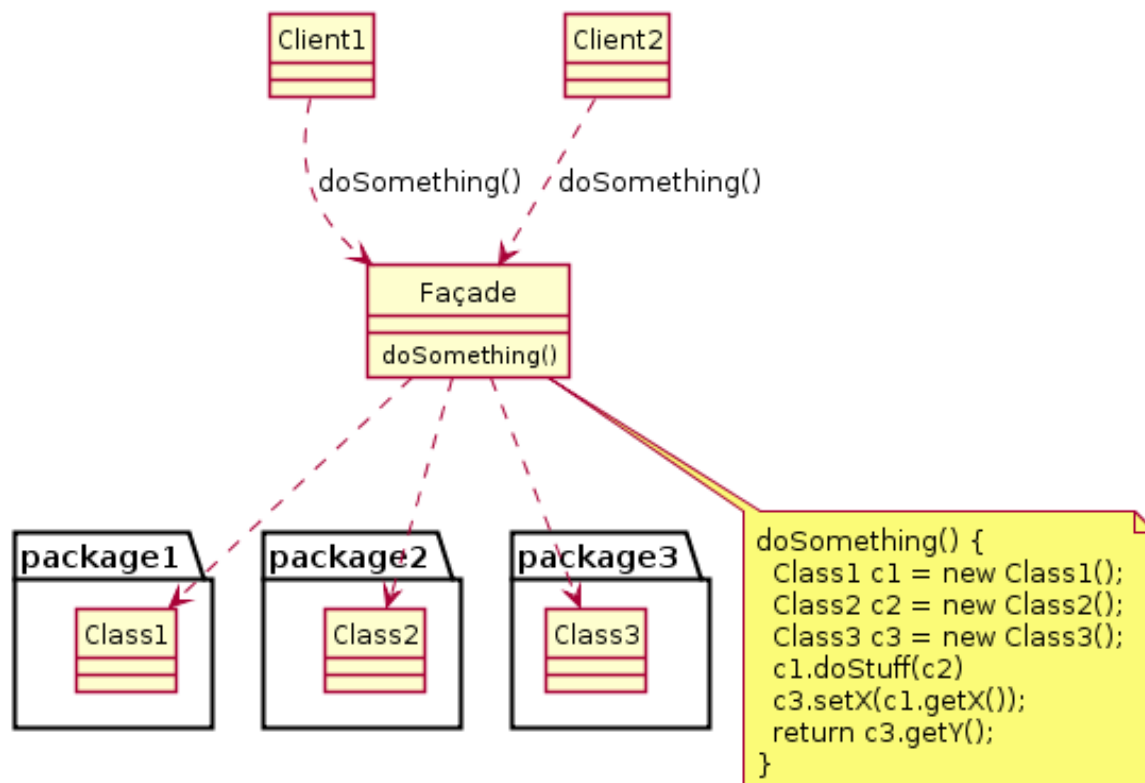 Client1
Client2
doSomething()
doSomething()
Façade
doSomething()
package1
package2
package3
Class1
Class2
Class3
doSomething() {
Class1 c1 = new Class1();
Class2 c2 = new Class2();
Class3 c3 = new Class3();
c1.doStuff(c2)
c3.setX(c1.getX());
return c3.getY();
}